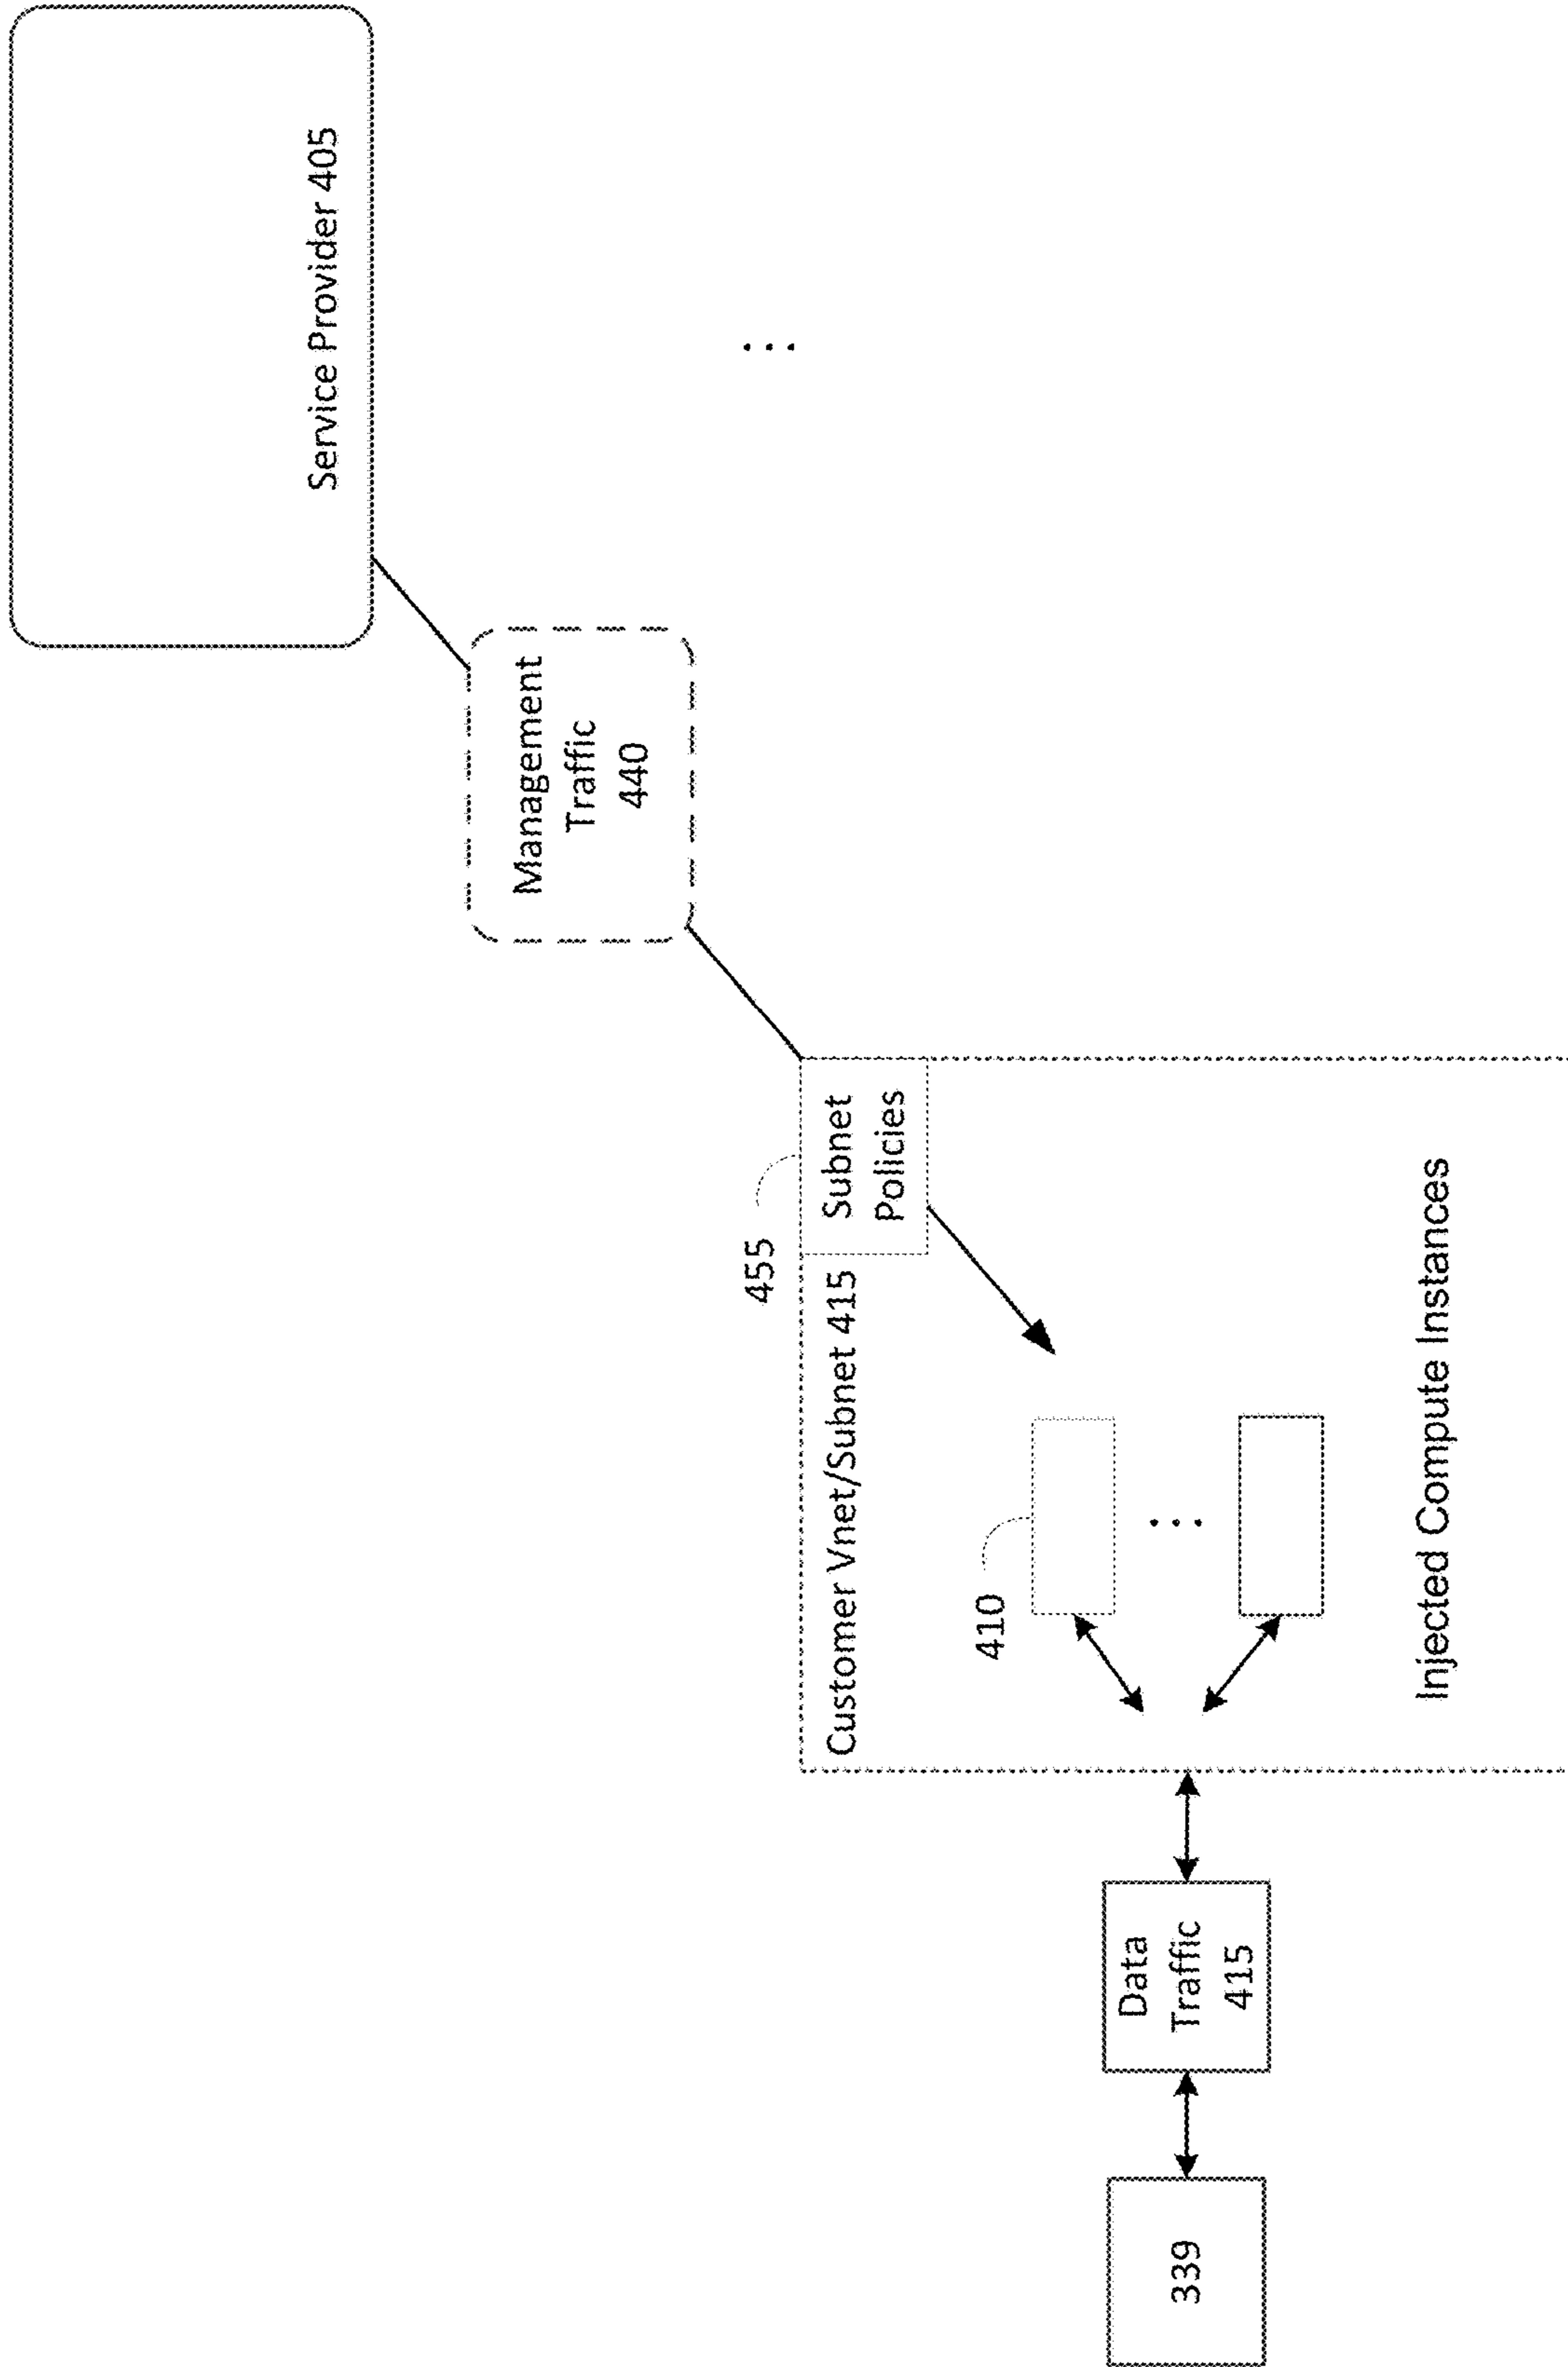 Service Provider 405
Management
Traffic
440
455
Subnet
Policies
Customer Vnet/Subnet 415
410
Injected Compute Instances
Data
Traffic
415
339